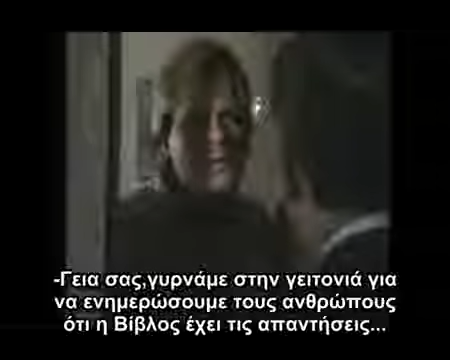 -Γεια σας,γυρνάμε στην γειτονιά για
να ενημερώσουμε τους ανθρώπους
ότι η Βίβλος έχει τις απαντήσεις...